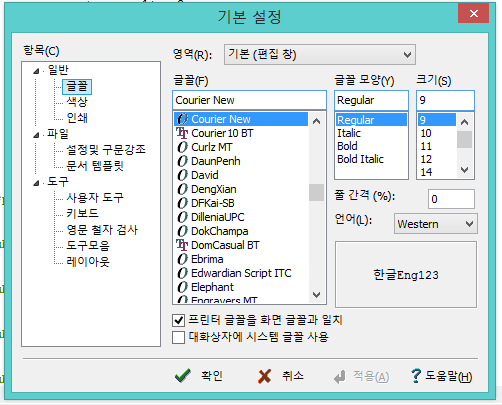 기본 설정
항목(C)
일반
글꼴
색상
인쇄
파일
설정및 구문강조
문서 템플릿
도구
사용자 도구
키보드
영문 철자 검사
도구모음
레이아웃
영역(R):
기본 (편집 창)
글꼴(F)
Courier New
Courier New
Courier 10 BT
Curlz MT
DaunPenh
David
DengXian
DFKai-SB
DilleniaUPC
DokChampa
DomCasual BT
Ebrima
Edwardian Script ITC
Elephant
Engravers MT
글꼴 모양(Y)
Regular
Regular
Italic
Bold
Bold Italic
크기(S)
9
9
10
11
12
14
풀 간격 (%):
0
언어(L):
Western
한글Eng123
프린터 글꼴을 화면 글꼴과 일치
대화상자에 시스템 글꼴 사용
확인
취소
적용(A)
도움말(H)